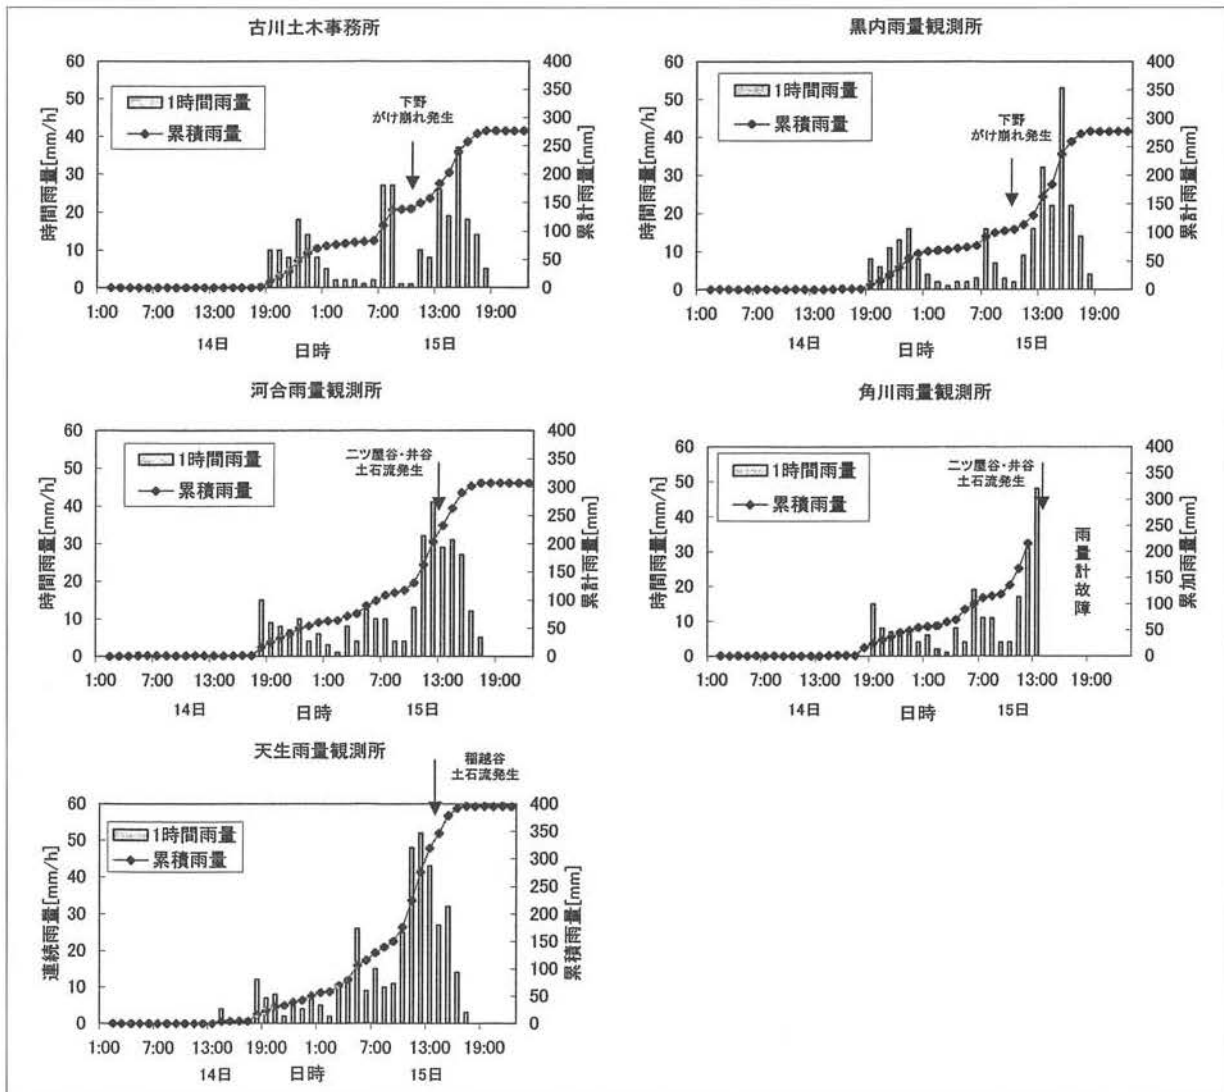 古川土木事務所
60
50
40
30
20
10
0
時間雨量[mm/h]
1時間雨量
累積雨量
下野
がけ崩れ発生
400
350
300
250
200
150
100
50
0
累計雨量[mm]
1:00 7:00 13:00 19:00 1:00 7:00 13:00 19:00
14日 日時 15日
黒内雨量観測所
60
50
40
30
20
10
0
時間雨量[mm/h]
1時間雨量
累積雨量
下野
がけ崩れ発生
400
350
300
250
200
150
100
50
0
累計雨量[mm]
1:00 7:00 13:00 19:00 1:00 7:00 13:00 19:00
14日 日時 15日
河合雨量観測所
60
50
40
30
20
10
0
時間雨量[mm/h]
1時間雨量
累積雨量
二ツ屋谷・井谷
土石流発生
400
350
300
250
200
150
100
50
0
累計雨量[mm]
1:00 7:00 13:00 19:00 1:00 7:00 13:00 19:00
14日 日時 15日
角川雨量観測所
60
50
40
30
20
10
0
時間雨量[mm/h]
1時間雨量
累積雨量
二ツ屋谷・井谷
土石流発生
雨量計故障
400
350
300
250
200
150
100
50
0
累加雨量[mm]
1:00 7:00 13:00 19:00 1:00 7:00 13:00 19:00
14日 日時 15日
天生雨量観測所
60
50
40
30
20
10
0
連続雨量[mm/h]
1時間雨量
累積雨量
稲越谷
土石流発生
400
350
300
250
200
150
100
50
0
累積雨量[mm]
1:00 7:00 13:00 19:00 1:00 7:00 13:00 19:00
14日 日時 15日